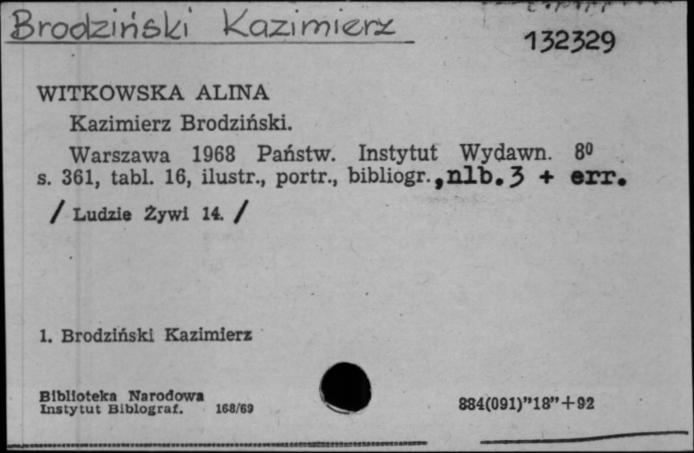 Brodziński Kazimierz
132329
WITKOWSKA ALINA
Kazimierz Brodziński.
Warszawa 1968 Państw. Instytut Wydawn. 8⁰
s. 361, tabl. 16, ilustr., portr., bibliogr., nlb. 3 + err.
/ Ludzie Żywi 14. /
1. Brodziński Kazimierz
Biblioteka Narodowa
Instytut Bibliograf. 168/69
884(091)”18”+92